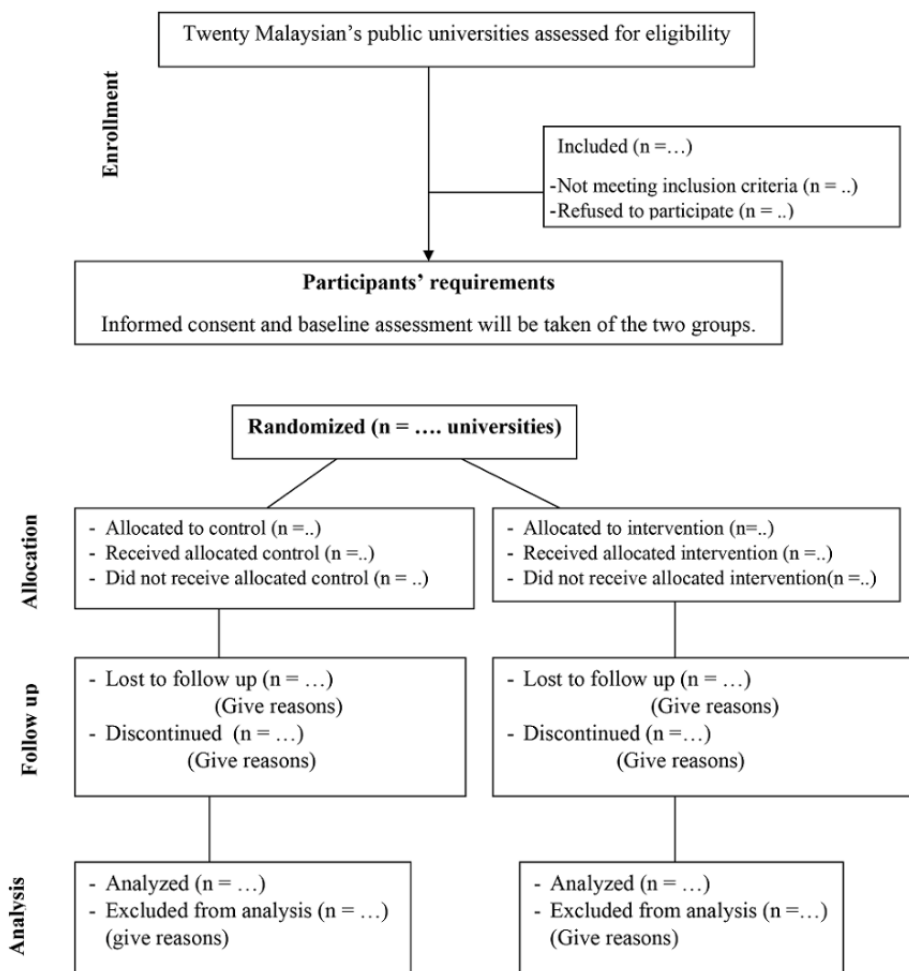 Twenty Malaysian’s public universities assessed for eligibility
Enrollment
Included (n =…)
-Not meeting inclusion criteria (n = ..)
-Refused to participate (n = ..)
Participants’ requirements
Informed consent and baseline assessment will be taken of the two groups.
Randomized (n = …. universities)
Allocation
- Allocated to control (n =..)
- Received allocated control (n =..)
- Did not receive allocated control (n = ..)
- Allocated to intervention (n=..)
- Received allocated intervention (n =..)
- Did not receive allocated intervention(n =..)
Follow up
- Lost to follow up (n = …)
(Give reasons)
- Discontinued (n = …)
(Give reasons)
- Lost to follow up (n = …)
(Give reasons)
- Discontinued (n =…)
(Give reasons)
Analysis
- Analyzed (n = …)
- Excluded from analysis (n = …)
(give reasons)
- Analyzed (n = …)
- Excluded from analysis (n =…)
(Give reasons)